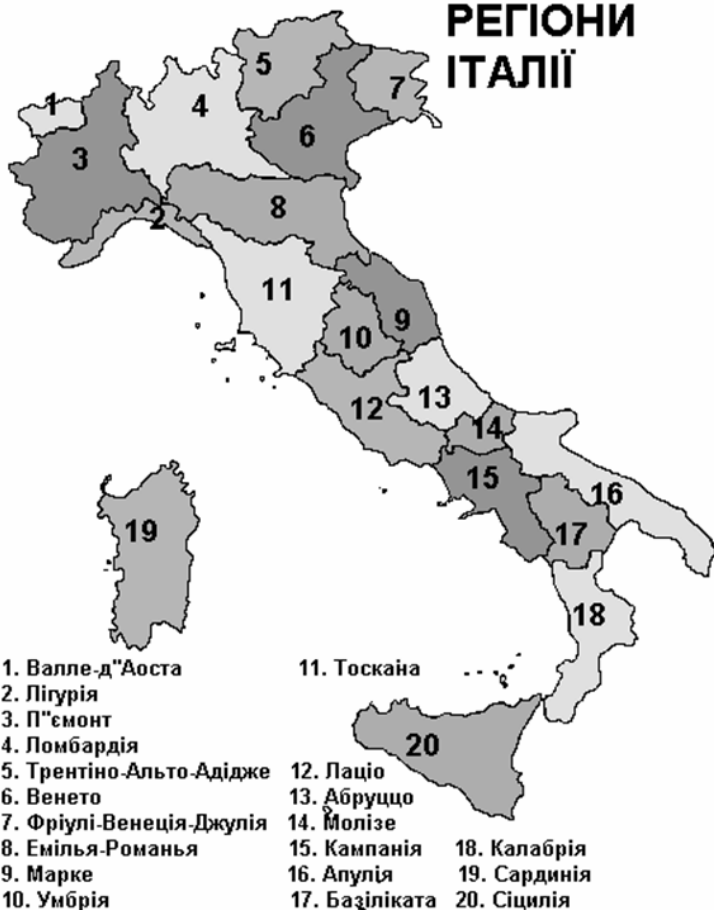 РЕГІОНИ
ІТАЛІЇ
5
7
1
4
6
3
8
2
11
9
10
13
12
14
15
16
17
19
18
20
1. Валле-д"Аоста
2. Лігурія
3. П"ємонт
4. Ломбардія
5. Трентіно-Альто-Адідже
6. Венето
7. Фріулі-Венеція-Джулія
8. Емілья-Романья
9. Марке
10. Умбрія
11. Тоскана
12. Лаціо
13. Абруццо
14. Молізе
15. Кампанія
16. Апулія
17. Базіліката
18. Калабрія
19. Сардинія
20. Сіцилія